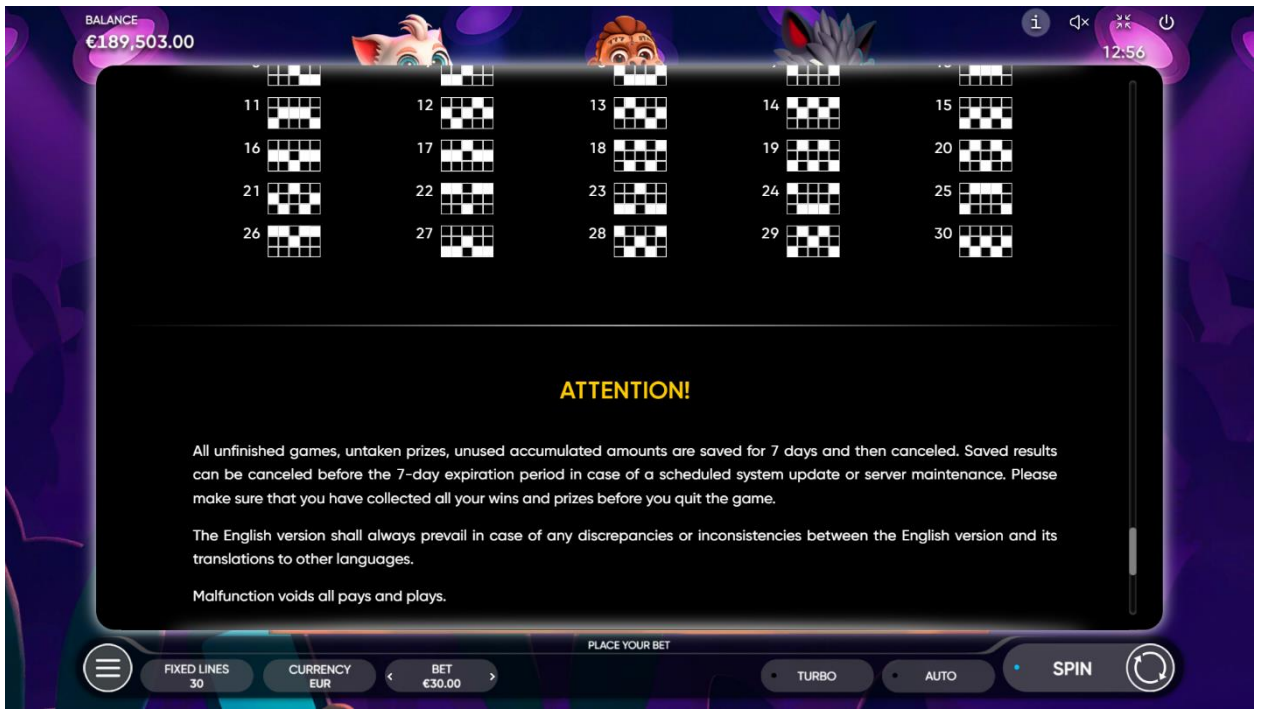 BALANCE
€189,503.00
12:56
11 12 13 14 15
16 17 18 19 20
21 22 23 24 25
26 27 28 29 30
ATTENTION!
All unfinished games, untaken prizes, unused accumulated amounts are saved for 7 days and then canceled. Saved results
can be canceled before the 7-day expiration period in case of a scheduled system update or server maintenance. Please
make sure that you have collected all your wins and prizes before you quit the game.
The English version shall always prevail in case of any discrepancies or inconsistencies between the English version and its
translations to other languages.
Malfunction voids all pays and plays.
PLACE YOUR BET
FIXED LINES
30
CURRENCY
EUR
BET
€30.00
TURBO
AUTO
SPIN